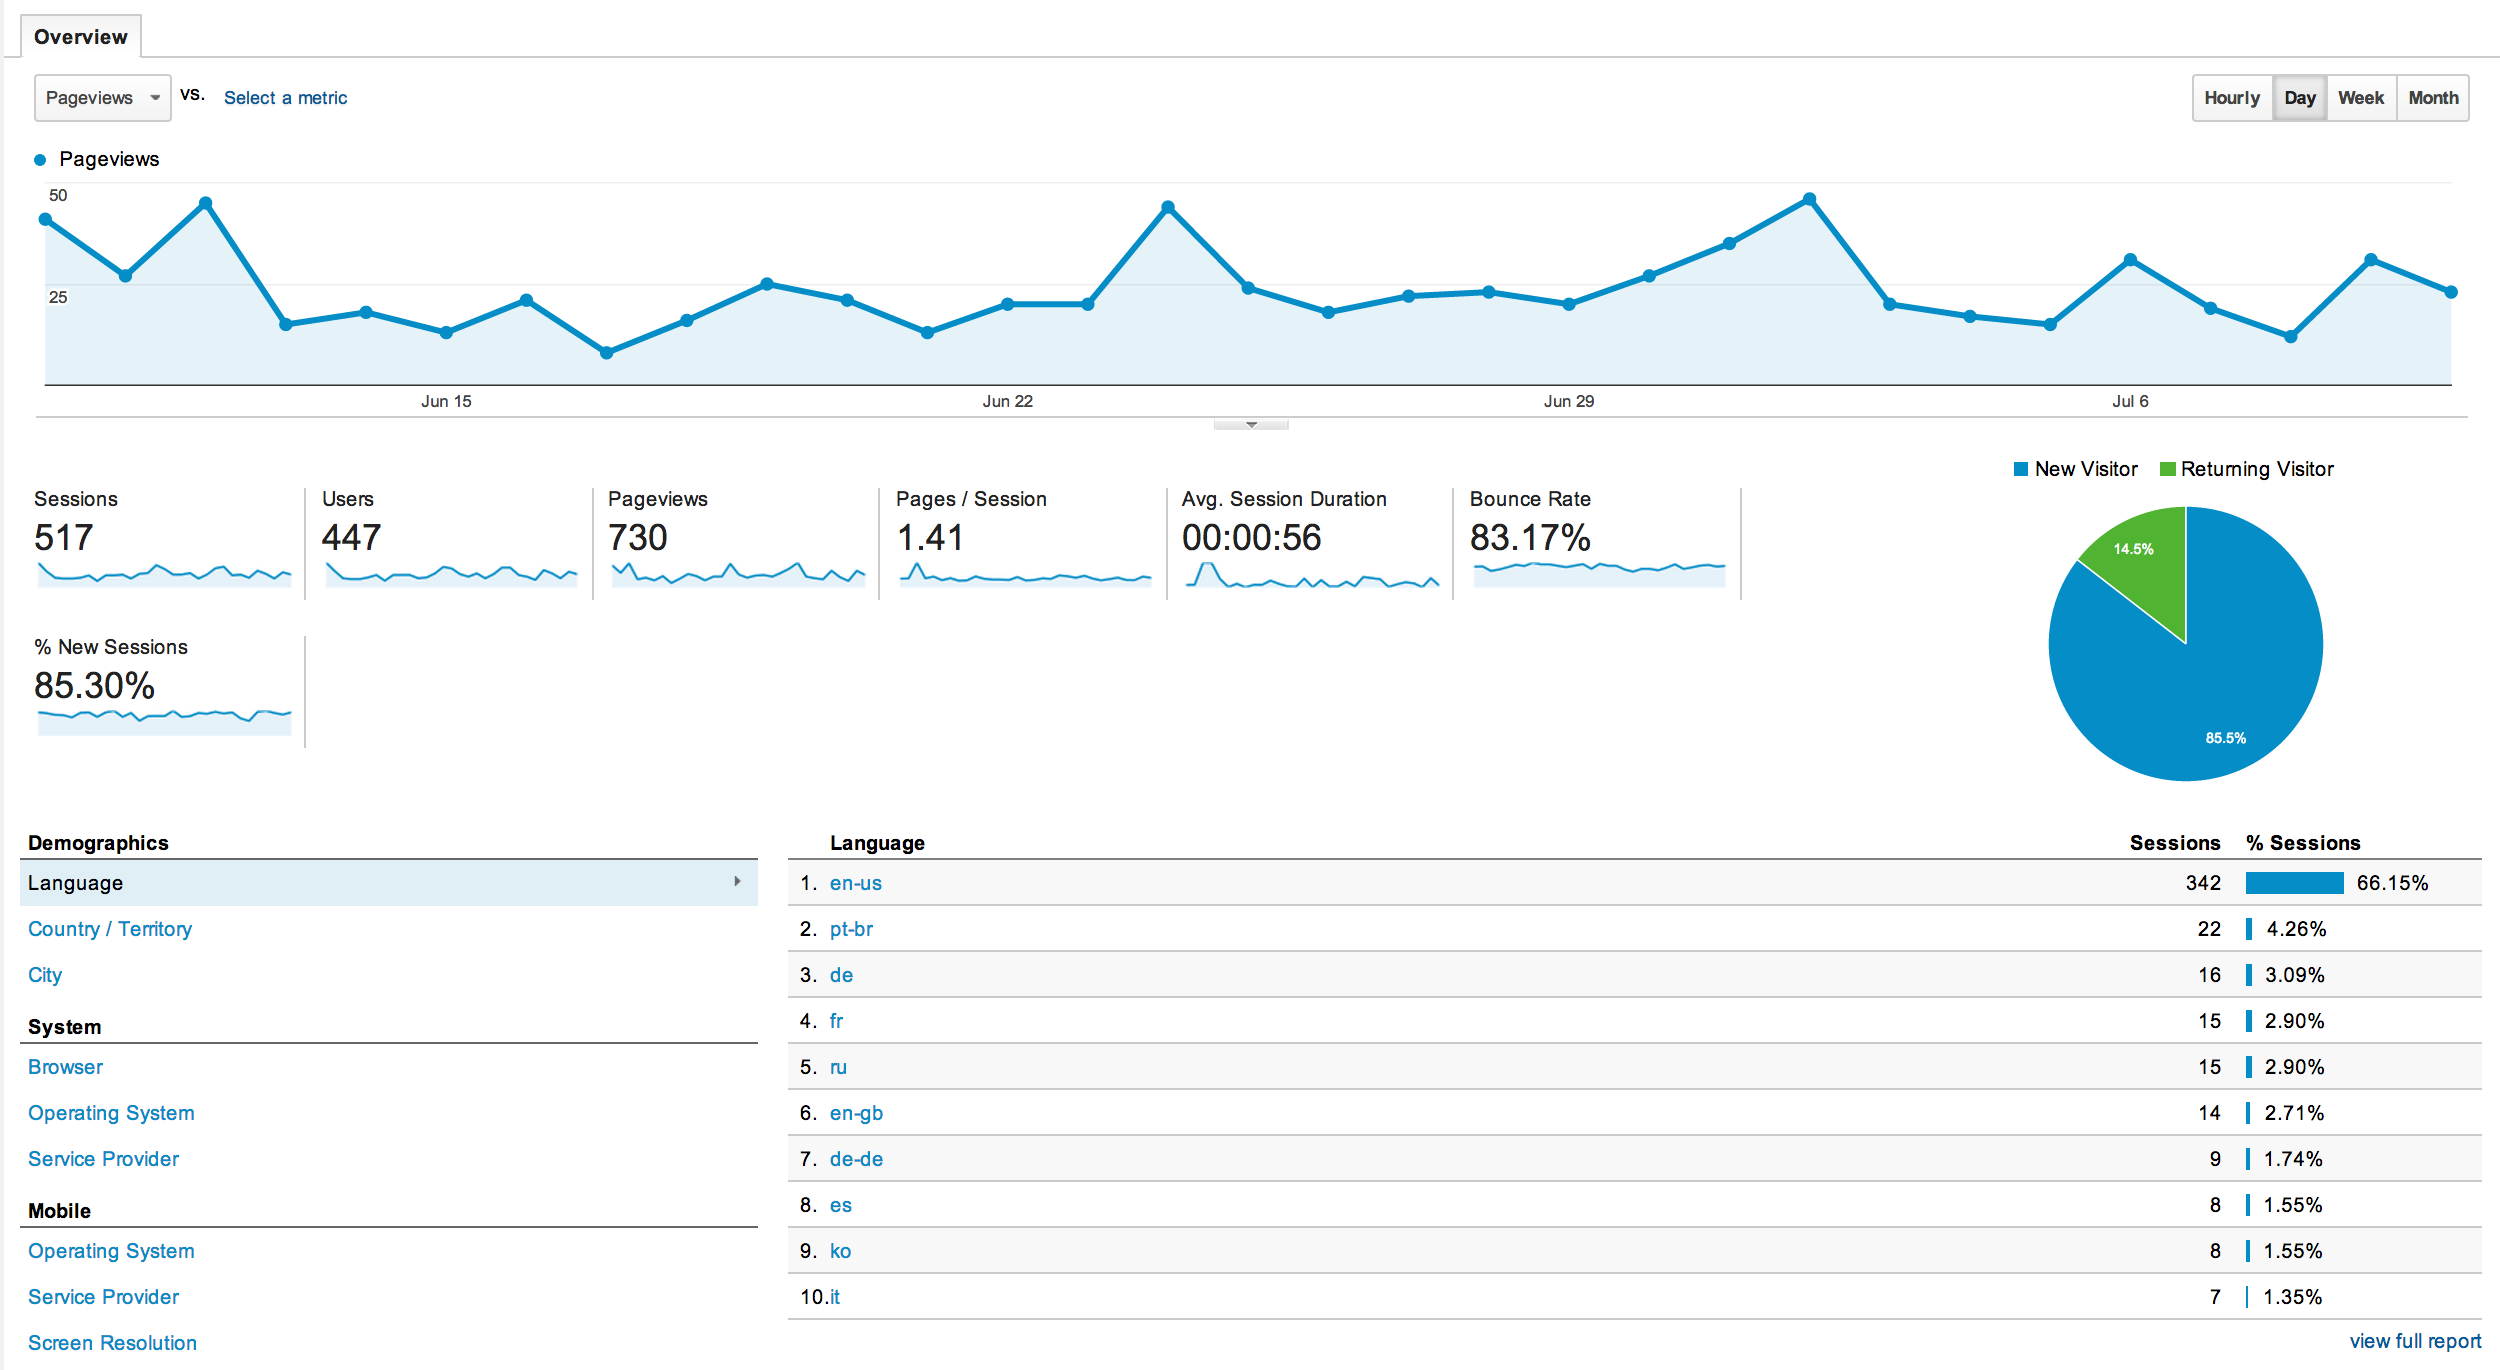 Overview
Pageviews vs. Select a metric
Hourly Day Week Month
Pageviews
50
25
Jun 15 Jun 22 Jun 29 Jul 6
New Visitor Returning Visitor
Sessions Users Pageviews Pages / Session Avg. Session Duration Bounce Rate
517 447 730 1.41 00:00:56 83.17%
14.5%
85.5%
% New Sessions
85.30%
Demographics
Language
Country / Territory
City
System
Browser
Operating System
Service Provider
Mobile
Operating System
Service Provider
Screen Resolution
Language Sessions % Sessions
1. en-us 342 66.15%
2. pt-br 22 4.26%
3. de 16 3.09%
4. fr 15 2.90%
5. ru 15 2.90%
6. en-gb 14 2.71%
7. de-de 9 1.74%
8. es 8 1.55%
9. ko 8 1.55%
10. it 7 1.35%
view full report